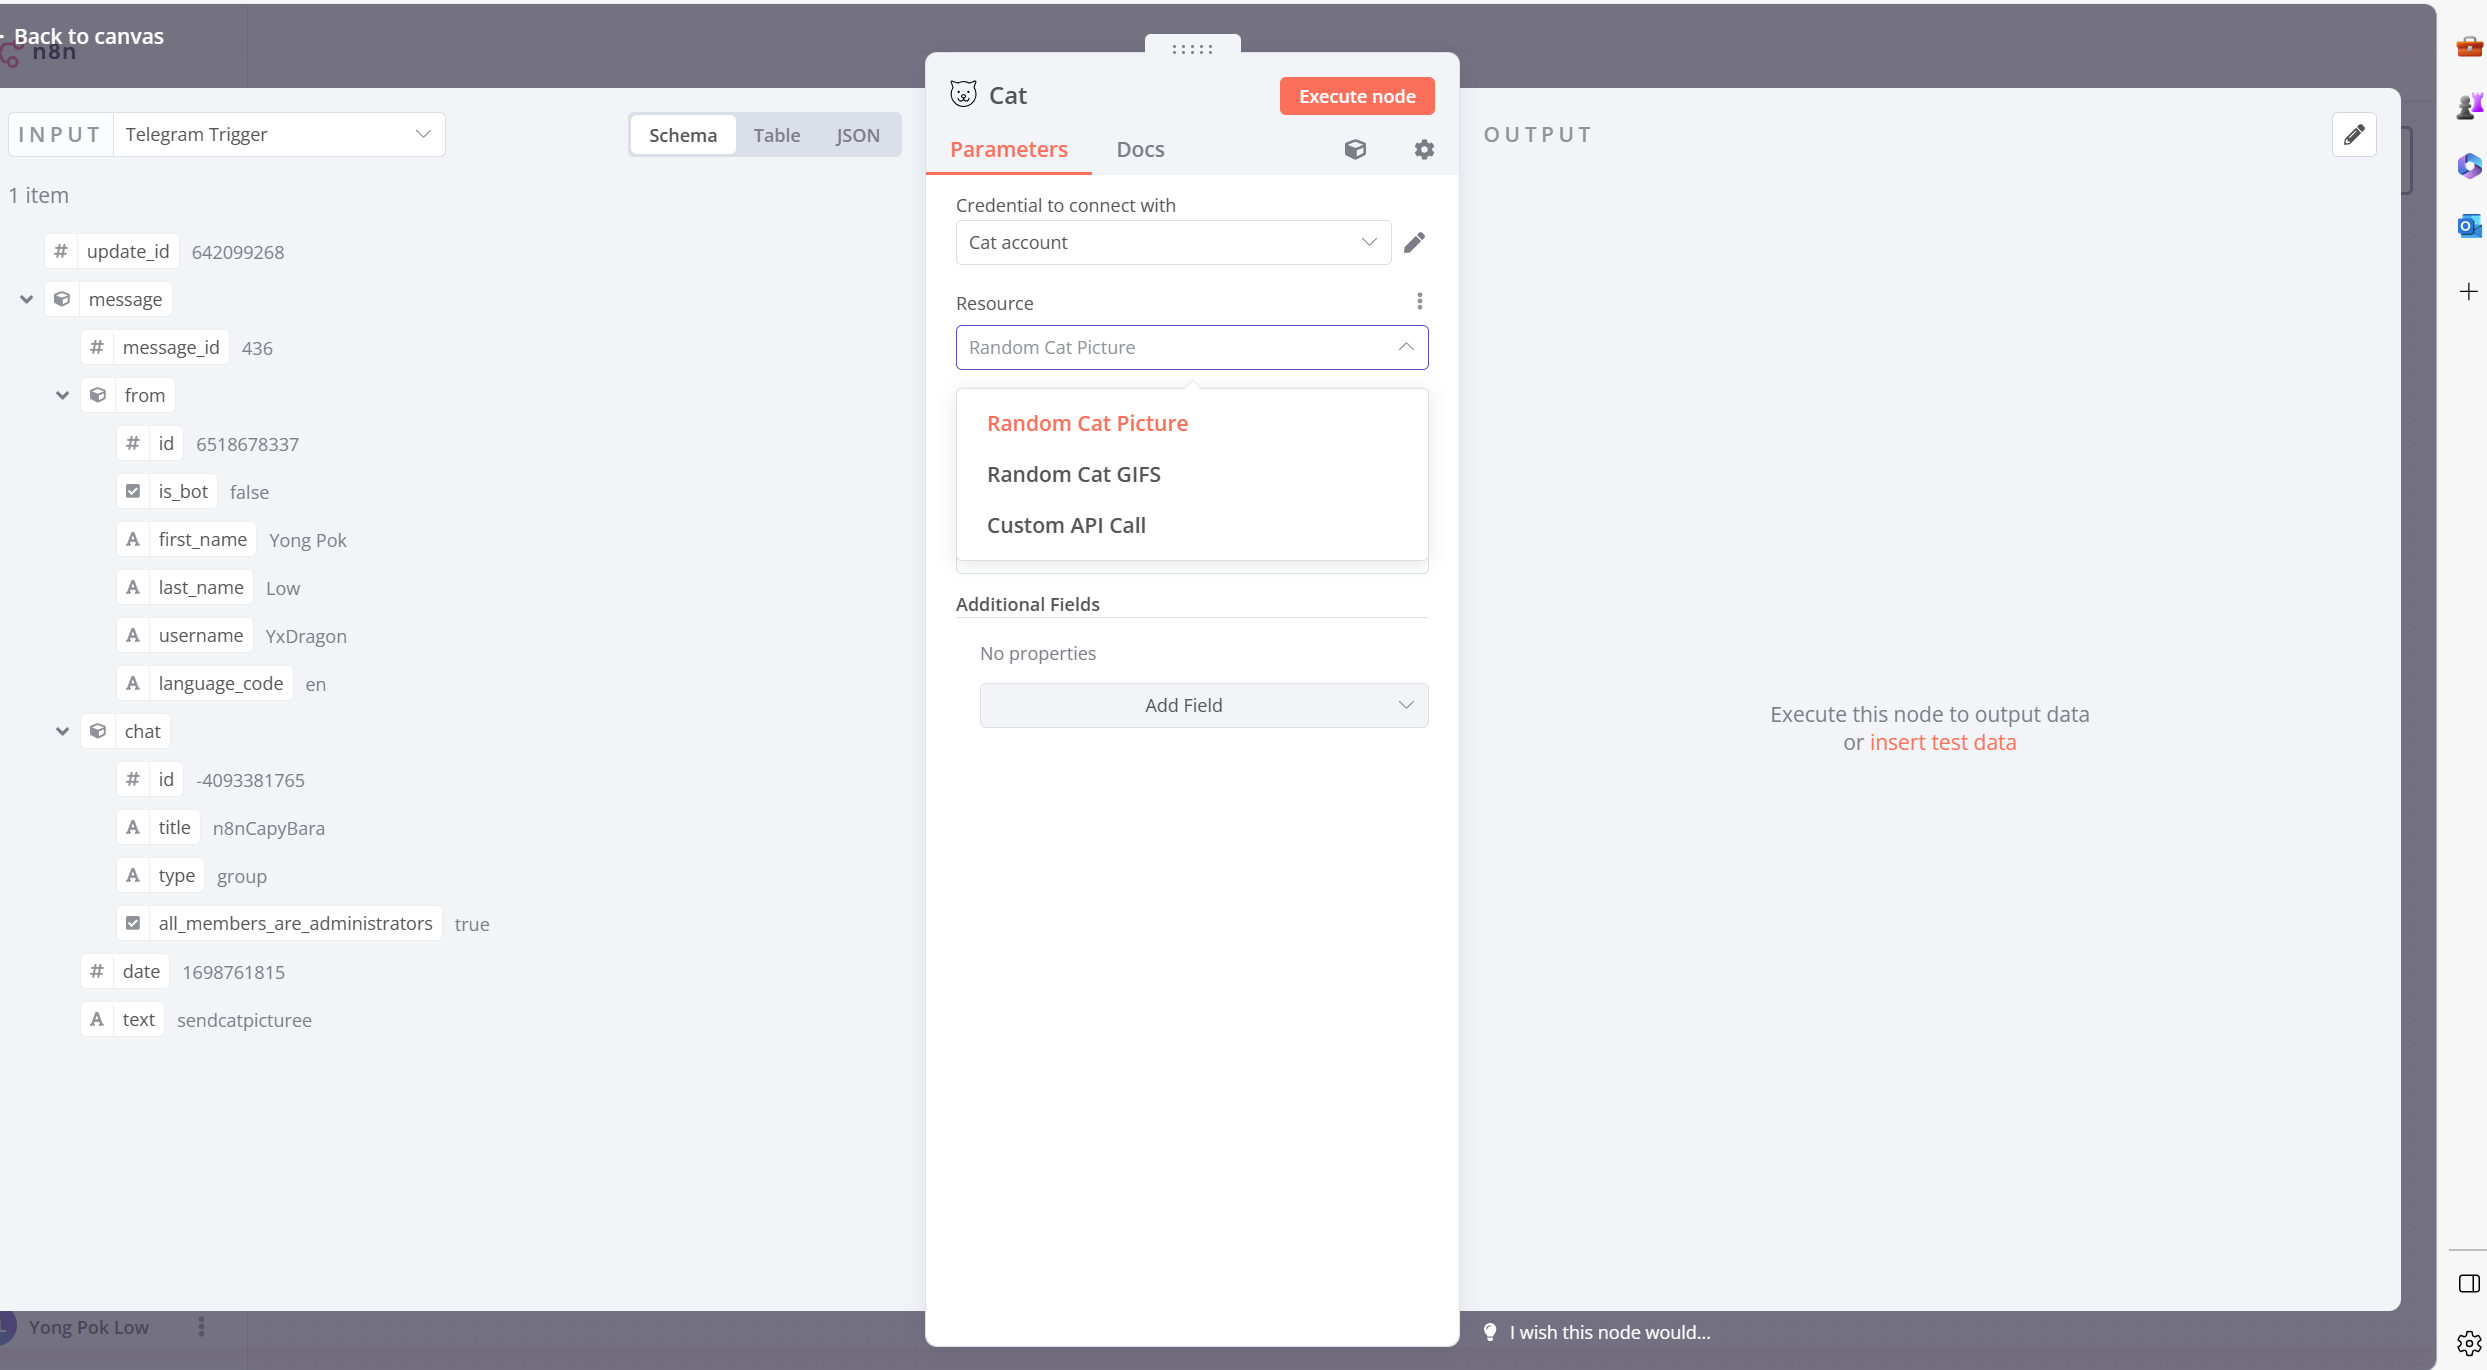 Back to canvas
n8n
INPUT
Telegram Trigger
Schema
Table
JSON
1 item
# update_id 642099268
message
# message_id 436
from
# id 6518678337
is_bot false
A first_name Yong Pok
A last_name Low
A username YxDragon
A language_code en
chat
# id -4093381765
A title n8nCapyBara
A type group
all_members_are_administrators true
# date 1698761815
A text sendcatpicturee
Yong Pok Low
Cat
Execute node
Parameters
Docs
Credential to connect with
Cat account
Resource
Random Cat Picture
Random Cat Picture
Random Cat GIFS
Custom API Call
Additional Fields
No properties
Add Field
OUTPUT
Execute this node to output data
or insert test data
I wish this node would...